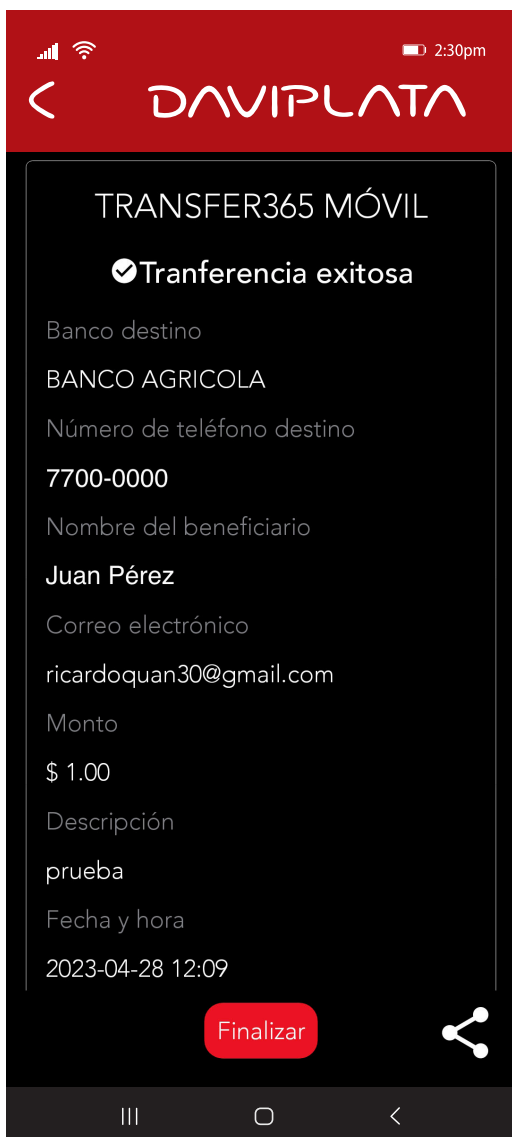 2:30pm
DAVIPLATA
TRANSFER365 MÓVIL
Tranferencia exitosa
Banco destino
BANCO AGRICOLA
Número de teléfono destino
7700-0000
Nombre del beneficiario
Juan Pérez
Correo electrónico
ricardoquan30@gmail.com
Monto
$ 1.00
Descripción
prueba
Fecha y hora
2023-04-28 12:09
Finalizar